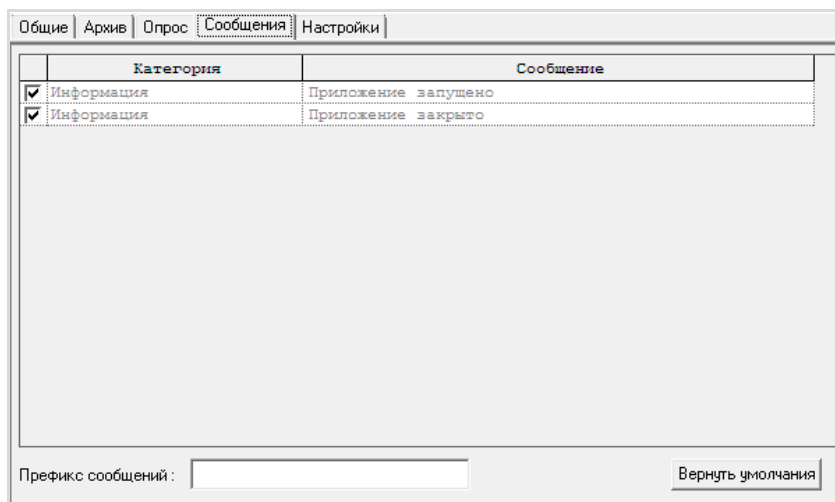 Общие Архив Опрос Сообщения Настройки
Категория Сообщение
Информация Приложение запущено
Информация Приложение закрыто
Префикс сообщений : Вернуть умолчания